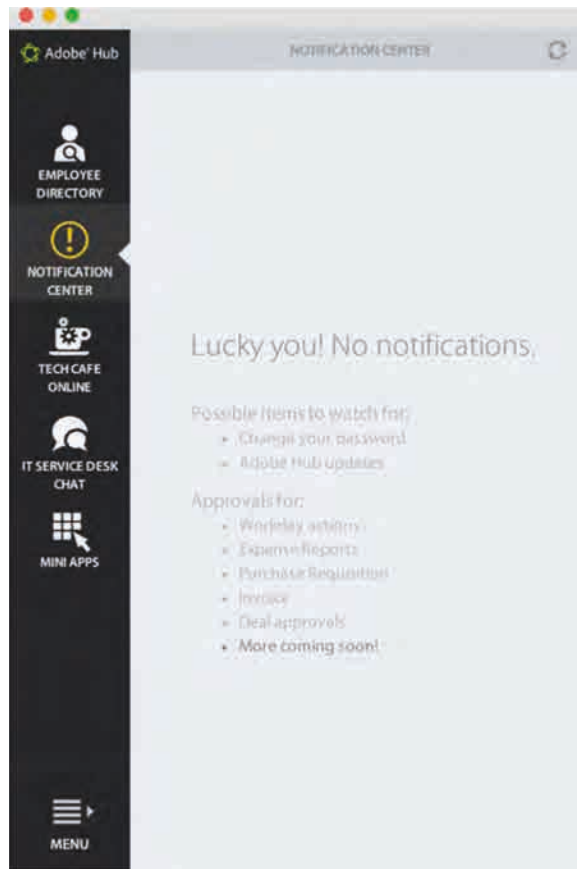 Adobe® Hub
NOTIFICATION CENTER
EMPLOYEE
DIRECTORY
NOTIFICATION
CENTER
TECH CAFE
ONLINE
IT SERVICE DESK
CHAT
MINI APPS
MENU
Lucky you! No notifications.
Possible items to watch for:
• Change your password
• Adobe Hub updates
Approvals for:
• Workday actions
• Expense Reports
• Purchase Requisition
• Invoice
• Deal approvals
• More coming soon!